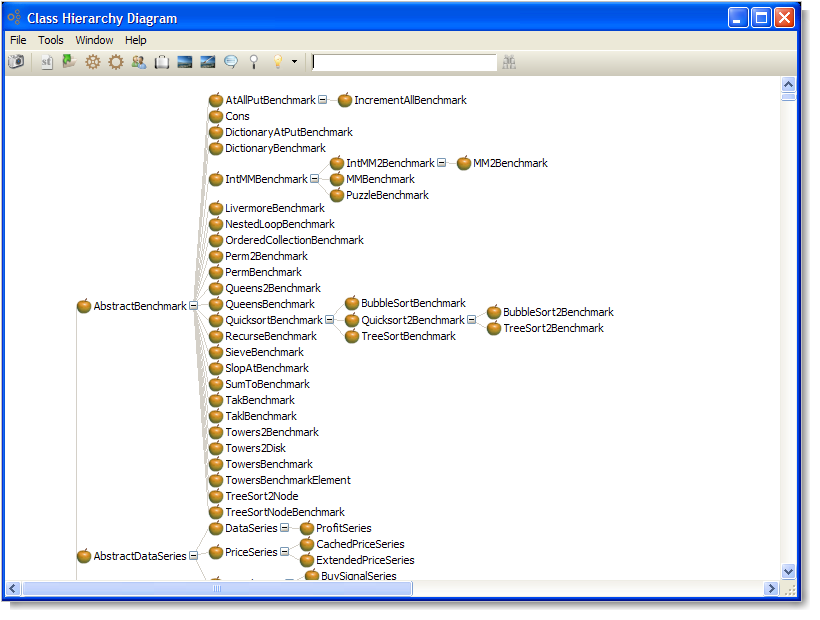 Class Hierarchy Diagram
File Tools Window Help
st
AtAllPutBenchmark IncrementAllBenchmark
Cons
DictionaryAtPutBenchmark
DictionaryBenchmark
IntMM2Benchmark MM2Benchmark
IntMMBenchmark MMBenchmark
PuzzleBenchmark
LivermoreBenchmark
NestedLoopBenchmark
OrderedCollectionBenchmark
Perm2Benchmark
PermBenchmark
Queens2Benchmark
AbstractBenchmark QueensBenchmark BubbleSortBenchmark
BubbleSort2Benchmark
QuicksortBenchmark Quicksort2Benchmark
TreeSort2Benchmark
RecurseBenchmark TreeSortBenchmark
SieveBenchmark
SlopAtBenchmark
SumToBenchmark
TakBenchmark
TaklBenchmark
Towers2Benchmark
Towers2Disk
TowersBenchmark
TowersBenchmarkElement
TreeSort2Node
TreeSortNodeBenchmark
DataSeries ProfitSeries
CachedPriceSeries
AbstractDataSeries PriceSeries
ExtendedPriceSeries
BuySignalSeries